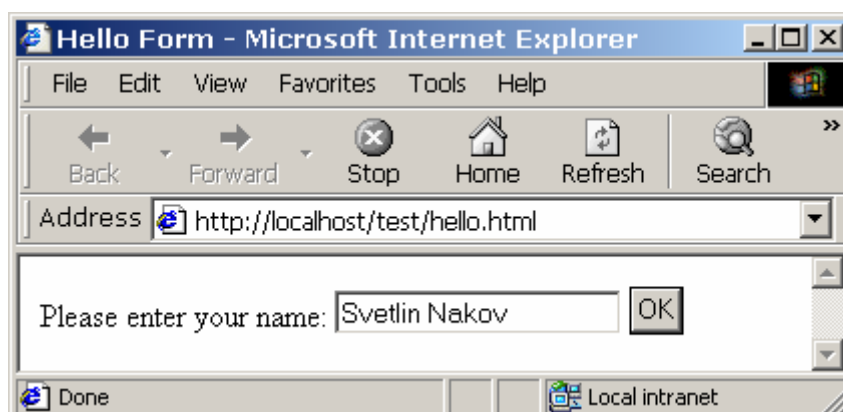 Hello Form - Microsoft Internet Explorer
File Edit View Favorites Tools Help
Back Forward Stop Home Refresh Search »
Address http://localhost/test/hello.html
Please enter your name: Svetlin Nakov OK
Done Local intranet